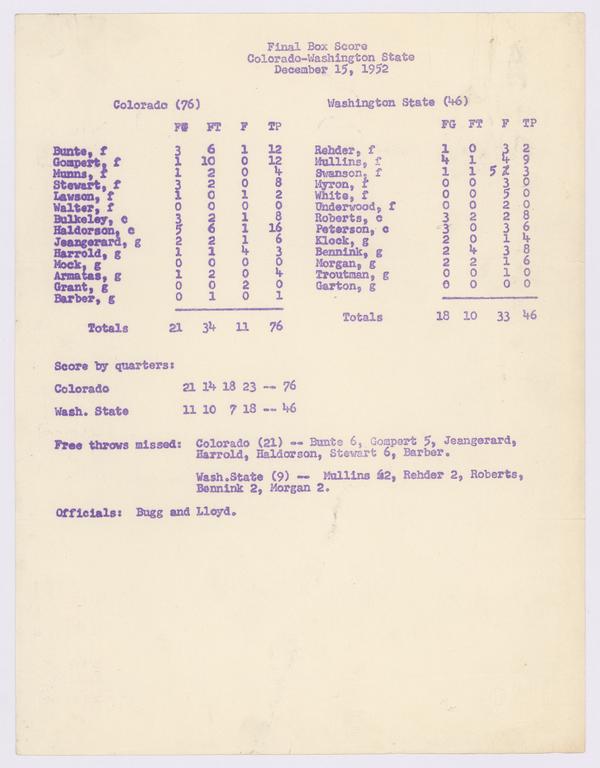 Final Box Score
Colorado-Washington State
December 15, 1952
Colorado (76)
FG FT F TP
Bunte, f 3 6 1 12
Gompert, f 1 10 0 12
Munns, f 1 2 0 4
Stewart, f 3 2 0 8
Lawson, f 1 0 1 2
Walter, f 0 0 0 0
Bulkeley, c 3 2 1 8
Haldorson, c 5 6 1 16
Jeangerard, g 2 2 1 6
Harrold, g 1 1 4 3
Mock, g 0 0 0 0
Armatas, g 1 2 0 4
Grant, g 0 0 2 0
Barber, g 0 1 0 1
Totals 21 34 11 76
Washington State (46)
FG FT F TP
Rehder, f 1 0 3 2
Mullins, f 4 1 4 9
Swanson, f 1 1 5 3
Myron, f 0 0 3 0
White, f 0 0 5 0
Underwood, f 0 0 2 0
Roberts, c 3 2 2 8
Peterson, c 3 0 3 6
Klock, g 2 0 1 4
Bennink, g 2 4 3 8
Morgan, g 2 2 1 6
Troutman, g 0 0 1 0
Garton, g 0 0 0 0
Totals 18 10 33 46
Score by quarters:
Colorado 21 14 18 23 -- 76
Wash. State 11 10 7 18 -- 46
Free throws missed: Colorado (21) -- Bunte 6, Gompert 5, Jeangerard,
Harrold, Haldorson, Stewart 6, Barber.
Wash.State (9) -- Mullins 2, Rehder 2, Roberts,
Bennink 2, Morgan 2.
Officials: Bugg and Lloyd.